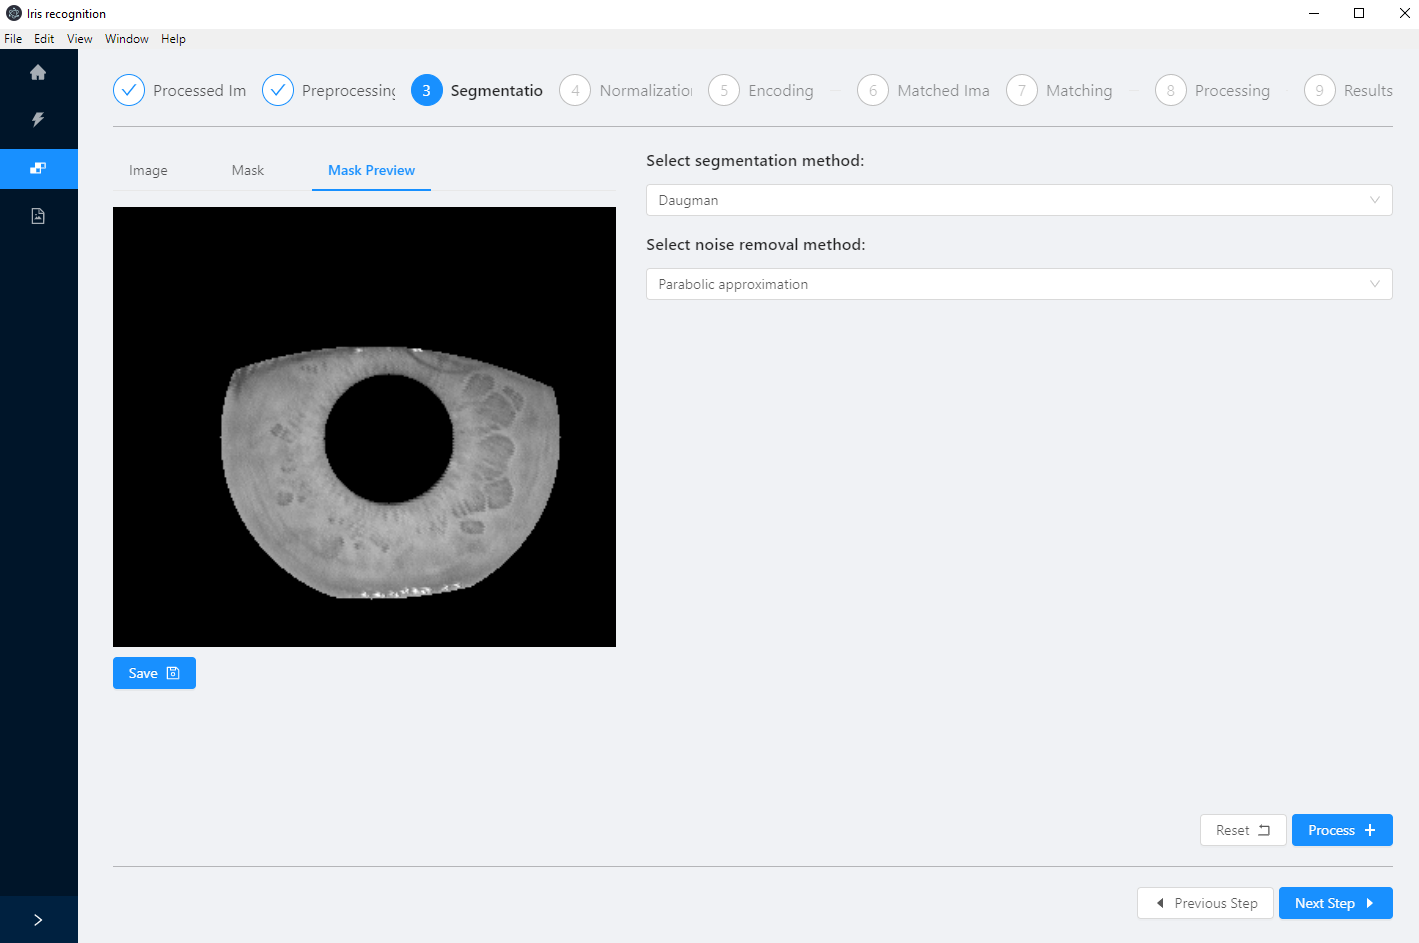 Iris recognition
File Edit View Window Help
Processed Im
Preprocessing
3 Segmentatio
4 Normalization
5 Encoding
6 Matched Ima
7 Matching
8 Processing
9 Results
Image Mask Mask Preview
Select segmentation method:
Daugman
Select noise removal method:
Parabolic approximation
Save
Reset Process
Previous Step Next Step